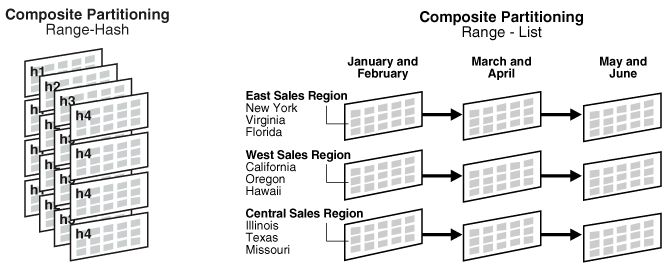 Composite Partitioning
Range-Hash
h1
h2
h3
h4
h4
h4
h4
Composite Partitioning
Range - List
January and
February
March and
April
May and
June
East Sales Region
New York
Virginia
Florida
West Sales Region
California
Oregon
Hawaii
Central Sales Region
Illinois
Texas
Missouri